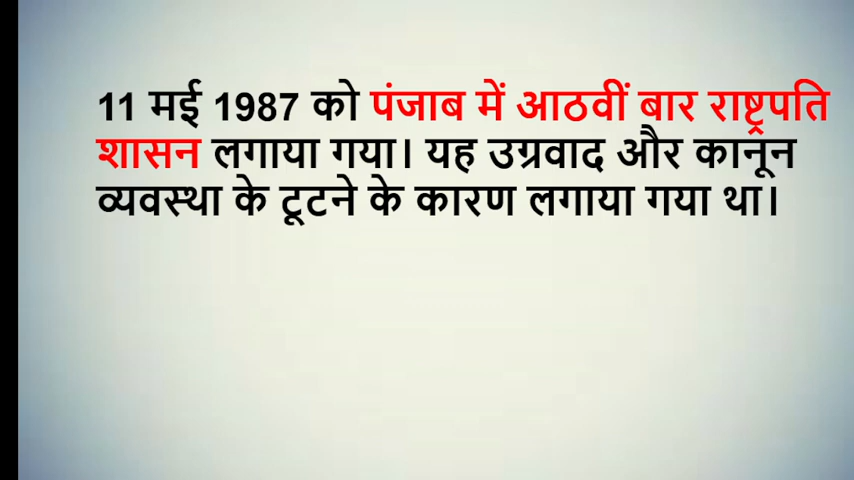 11 मई 1987 को पंजाब में आठवीं बार राष्ट्रपति
शासन लगाया गया। यह उग्रवाद और कानून
व्यवस्था के टूटने के कारण लगाया गया था।